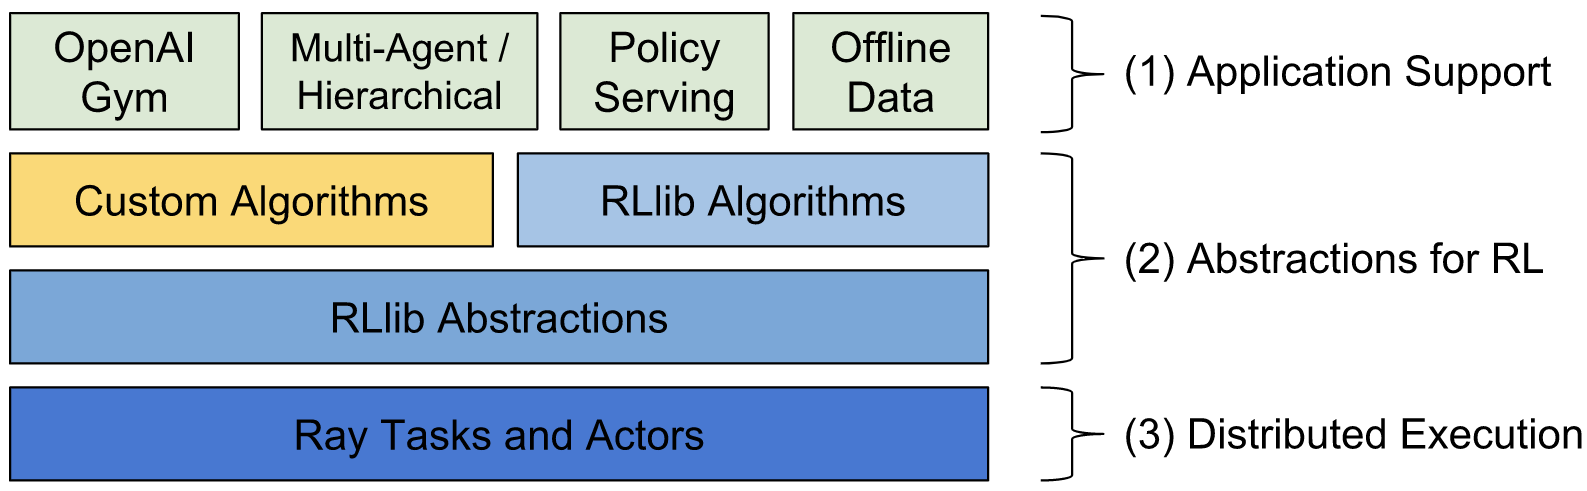 OpenAI
Gym
Multi-Agent /
Hierarchical
Policy
Serving
Offline
Data
(1) Application Support
Custom Algorithms
RLlib Algorithms
(2) Abstractions for RL
RLlib Abstractions
Ray Tasks and Actors
(3) Distributed Execution